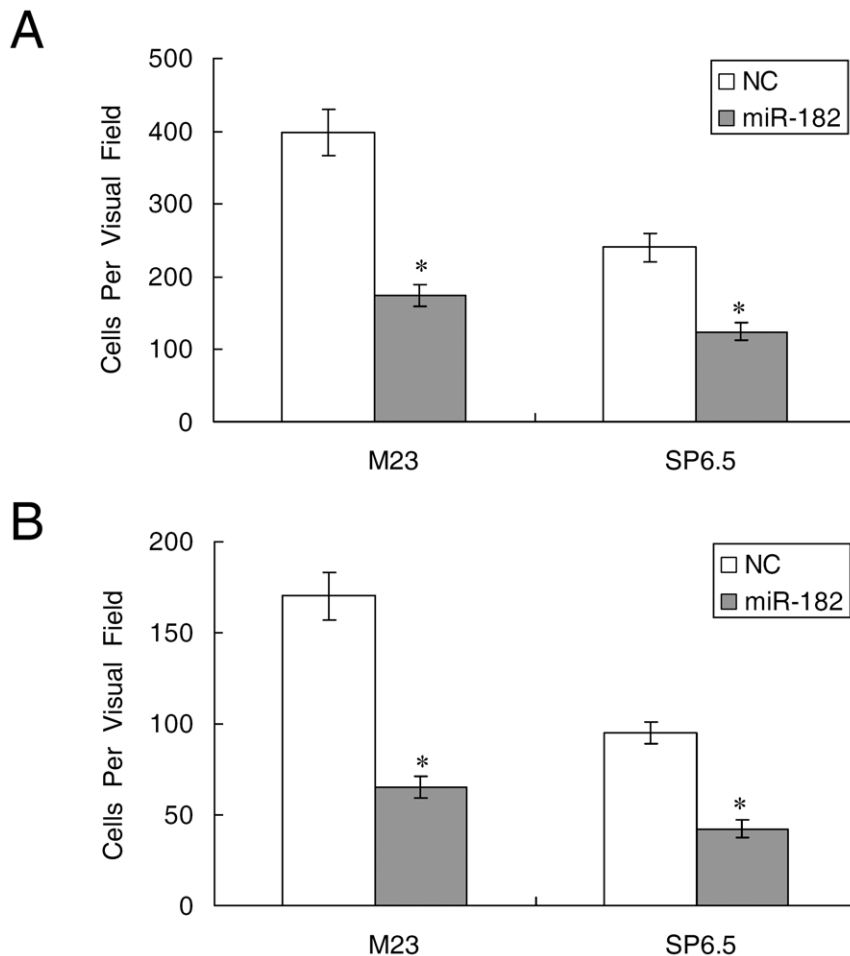 A
500
400
300
200
100
0
Cells Per Visual Field
NC
miR-182
*
*
M23
SP6.5
B
200
150
100
50
0
Cells Per Visual Field
NC
miR-182
*
*
M23
SP6.5